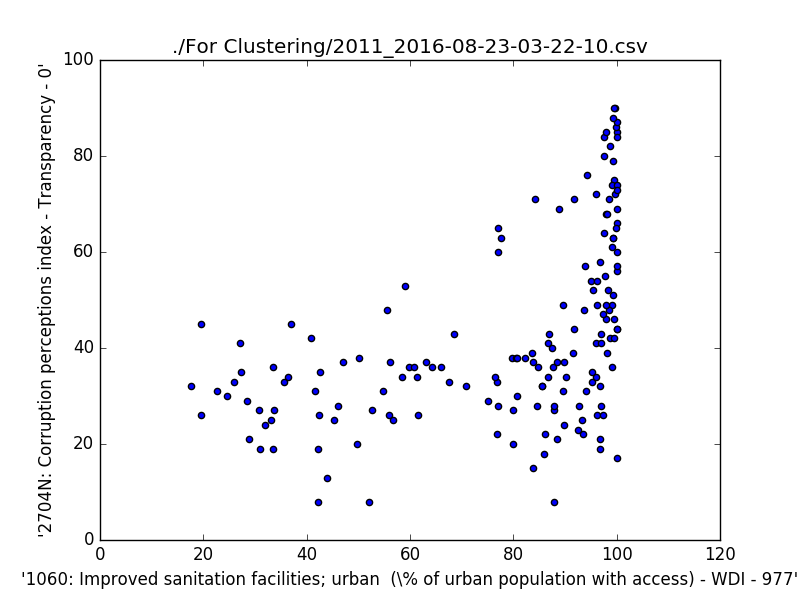 ./For Clustering/2011_2016-08-23-03-22-10.csv
'2704N: Corruption perceptions index - Transparency - 0'
100
80
60
40
20
0
0 20 40 60 80 100 120
'1060: Improved sanitation facilities; urban  (\% of urban population with access) - WDI - 977'